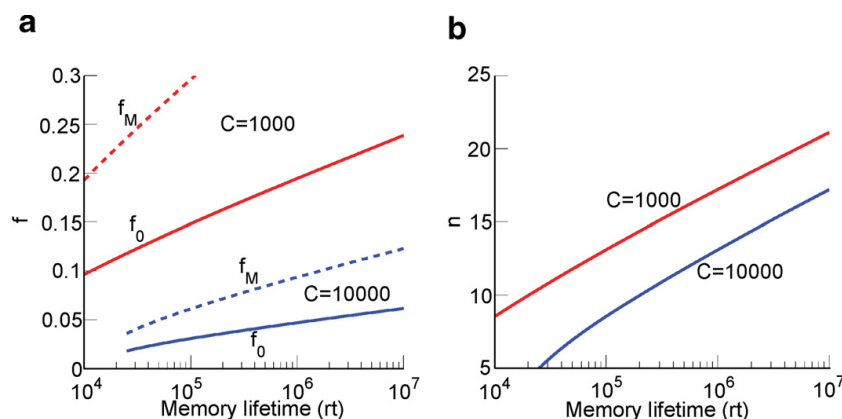 a
f
0.3
0.25
0.2
0.15
0.1
0.05
0
f_M
C=1000
f_0
f_M
C=10000
f_0
10^4
10^5
10^6
10^7
Memory lifetime (rt)
b
n
25
20
15
10
5
C=1000
C=10000
10^4
10^5
10^6
10^7
Memory lifetime (rt)